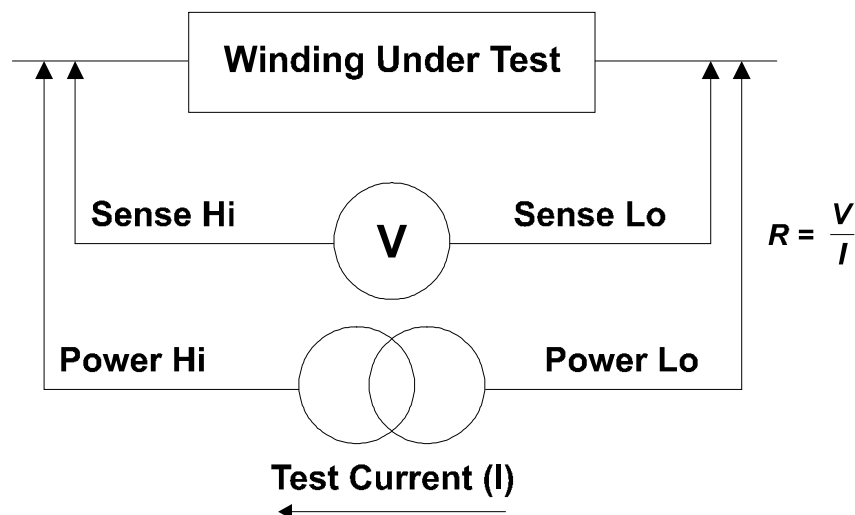 Winding Under Test
Sense Hi
V
Sense Lo
R = V
I
Power Hi
Power Lo
Test Current (I)